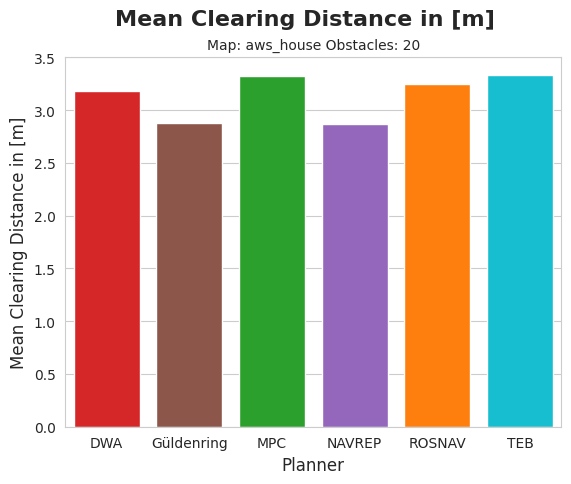 Mean Clearing Distance in [m]
Map: aws_house Obstacles: 20
Mean Clearing Distance in [m]
3.5
3.0
2.5
2.0
1.5
1.0
0.5
0.0
DWA Güldenring MPC NAVREP ROSNAV TEB
Planner